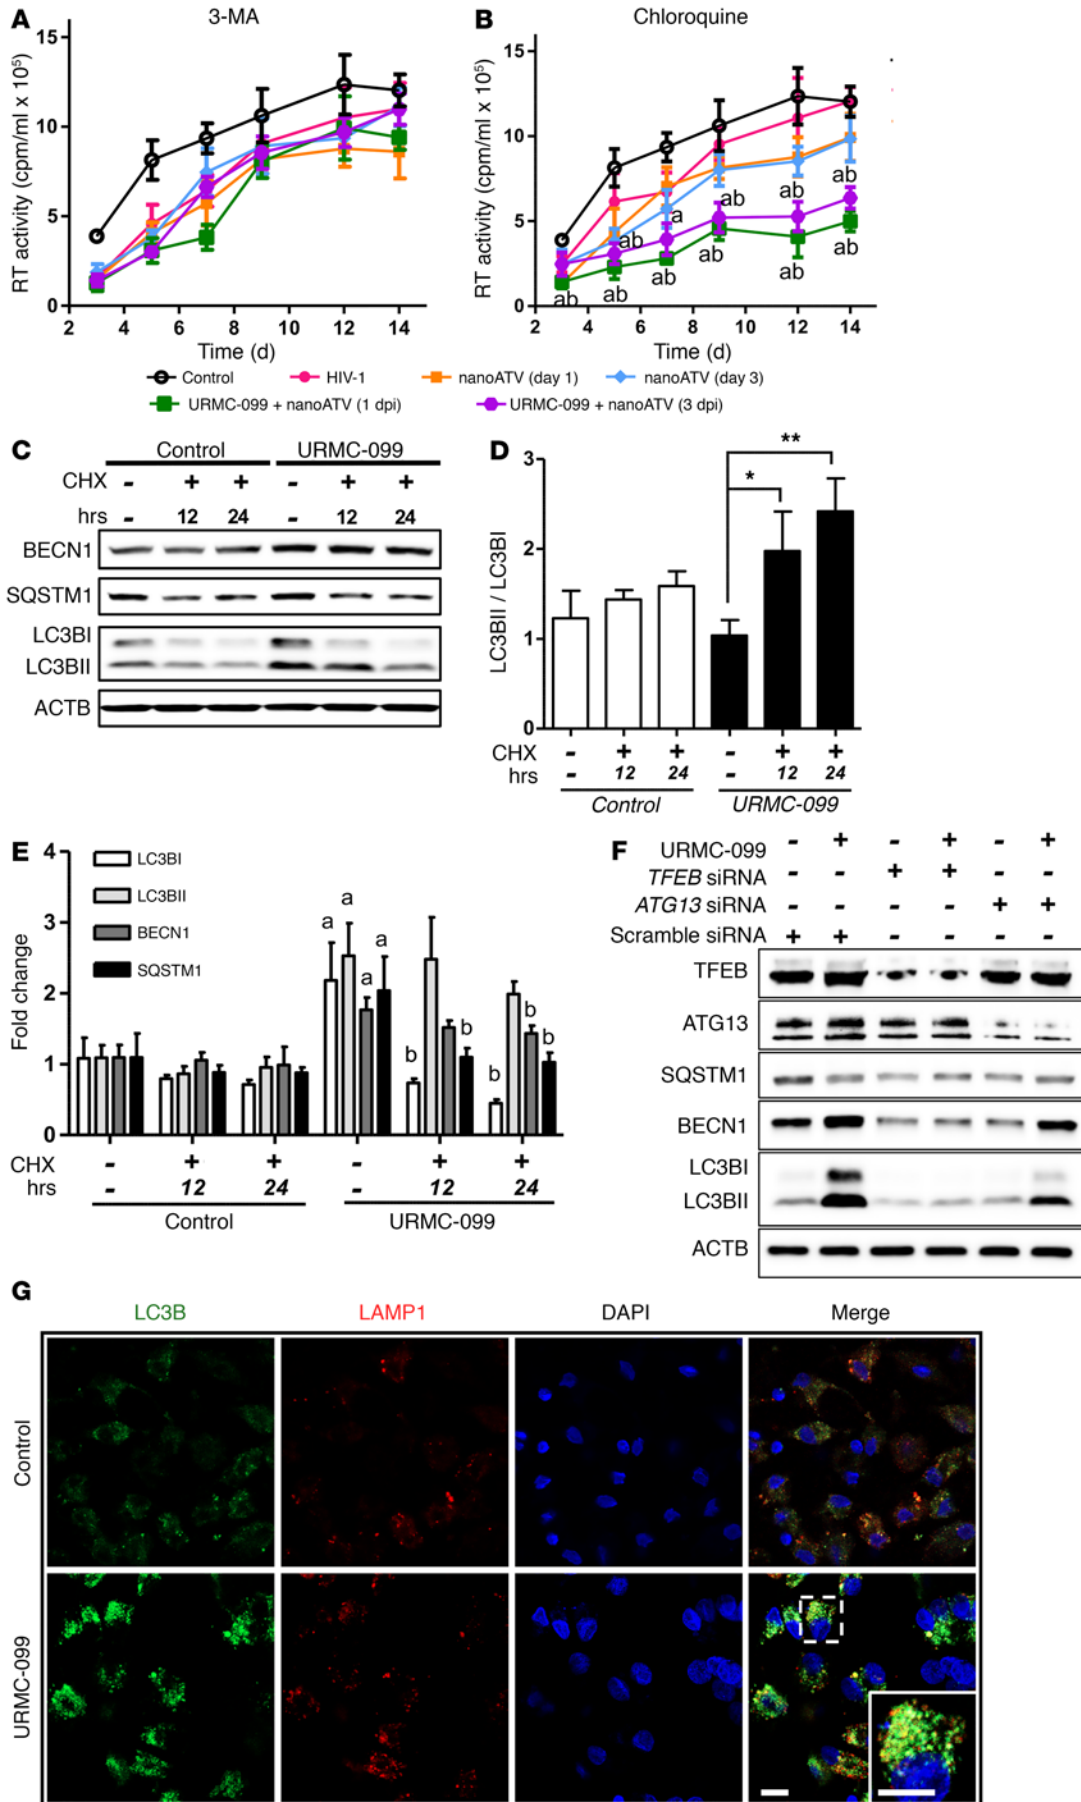 A 3-MA
RT activity (cpm/ml x 10⁵)
15
10
5
0
2 4 6 8 10 12 14
Time (d)
B Chloroquine
RT activity (cpm/ml x 10⁵)
15
10
5
0
ab ab ab
ab a
ab ab ab ab
ab ab
2 4 6 8 10 12 14
Time (d)
Control HIV-1 nanoATV (day 1) nanoATV (day 3)
URMC-099 + nanoATV (1 dpi) URMC-099 + nanoATV (3 dpi)
C Control URMC-099
CHX - + + - + +
hrs - 12 24 - 12 24
BECN1
SQSTM1
LC3BI
LC3BII
ACTB
D
LC3BII / LC3BI
3
2
1
0
**
*
CHX - + + - + +
hrs - 12 24 - 12 24
Control URMC-099
E
Fold change
4
3
2
1
0
LC3BI
LC3BII
BECN1
SQSTM1
a a a a
b b
b b b
CHX - + + - + +
hrs - 12 24 - 12 24
Control URMC-099
F
URMC-099 - + - + - +
TFEB siRNA - - + + - -
ATG13 siRNA - - - - + +
Scramble siRNA + + - - - -
TFEB
ATG13
SQSTM1
BECN1
LC3BI
LC3BII
ACTB
G
LC3B LAMP1 DAPI Merge
Control
URMC-099